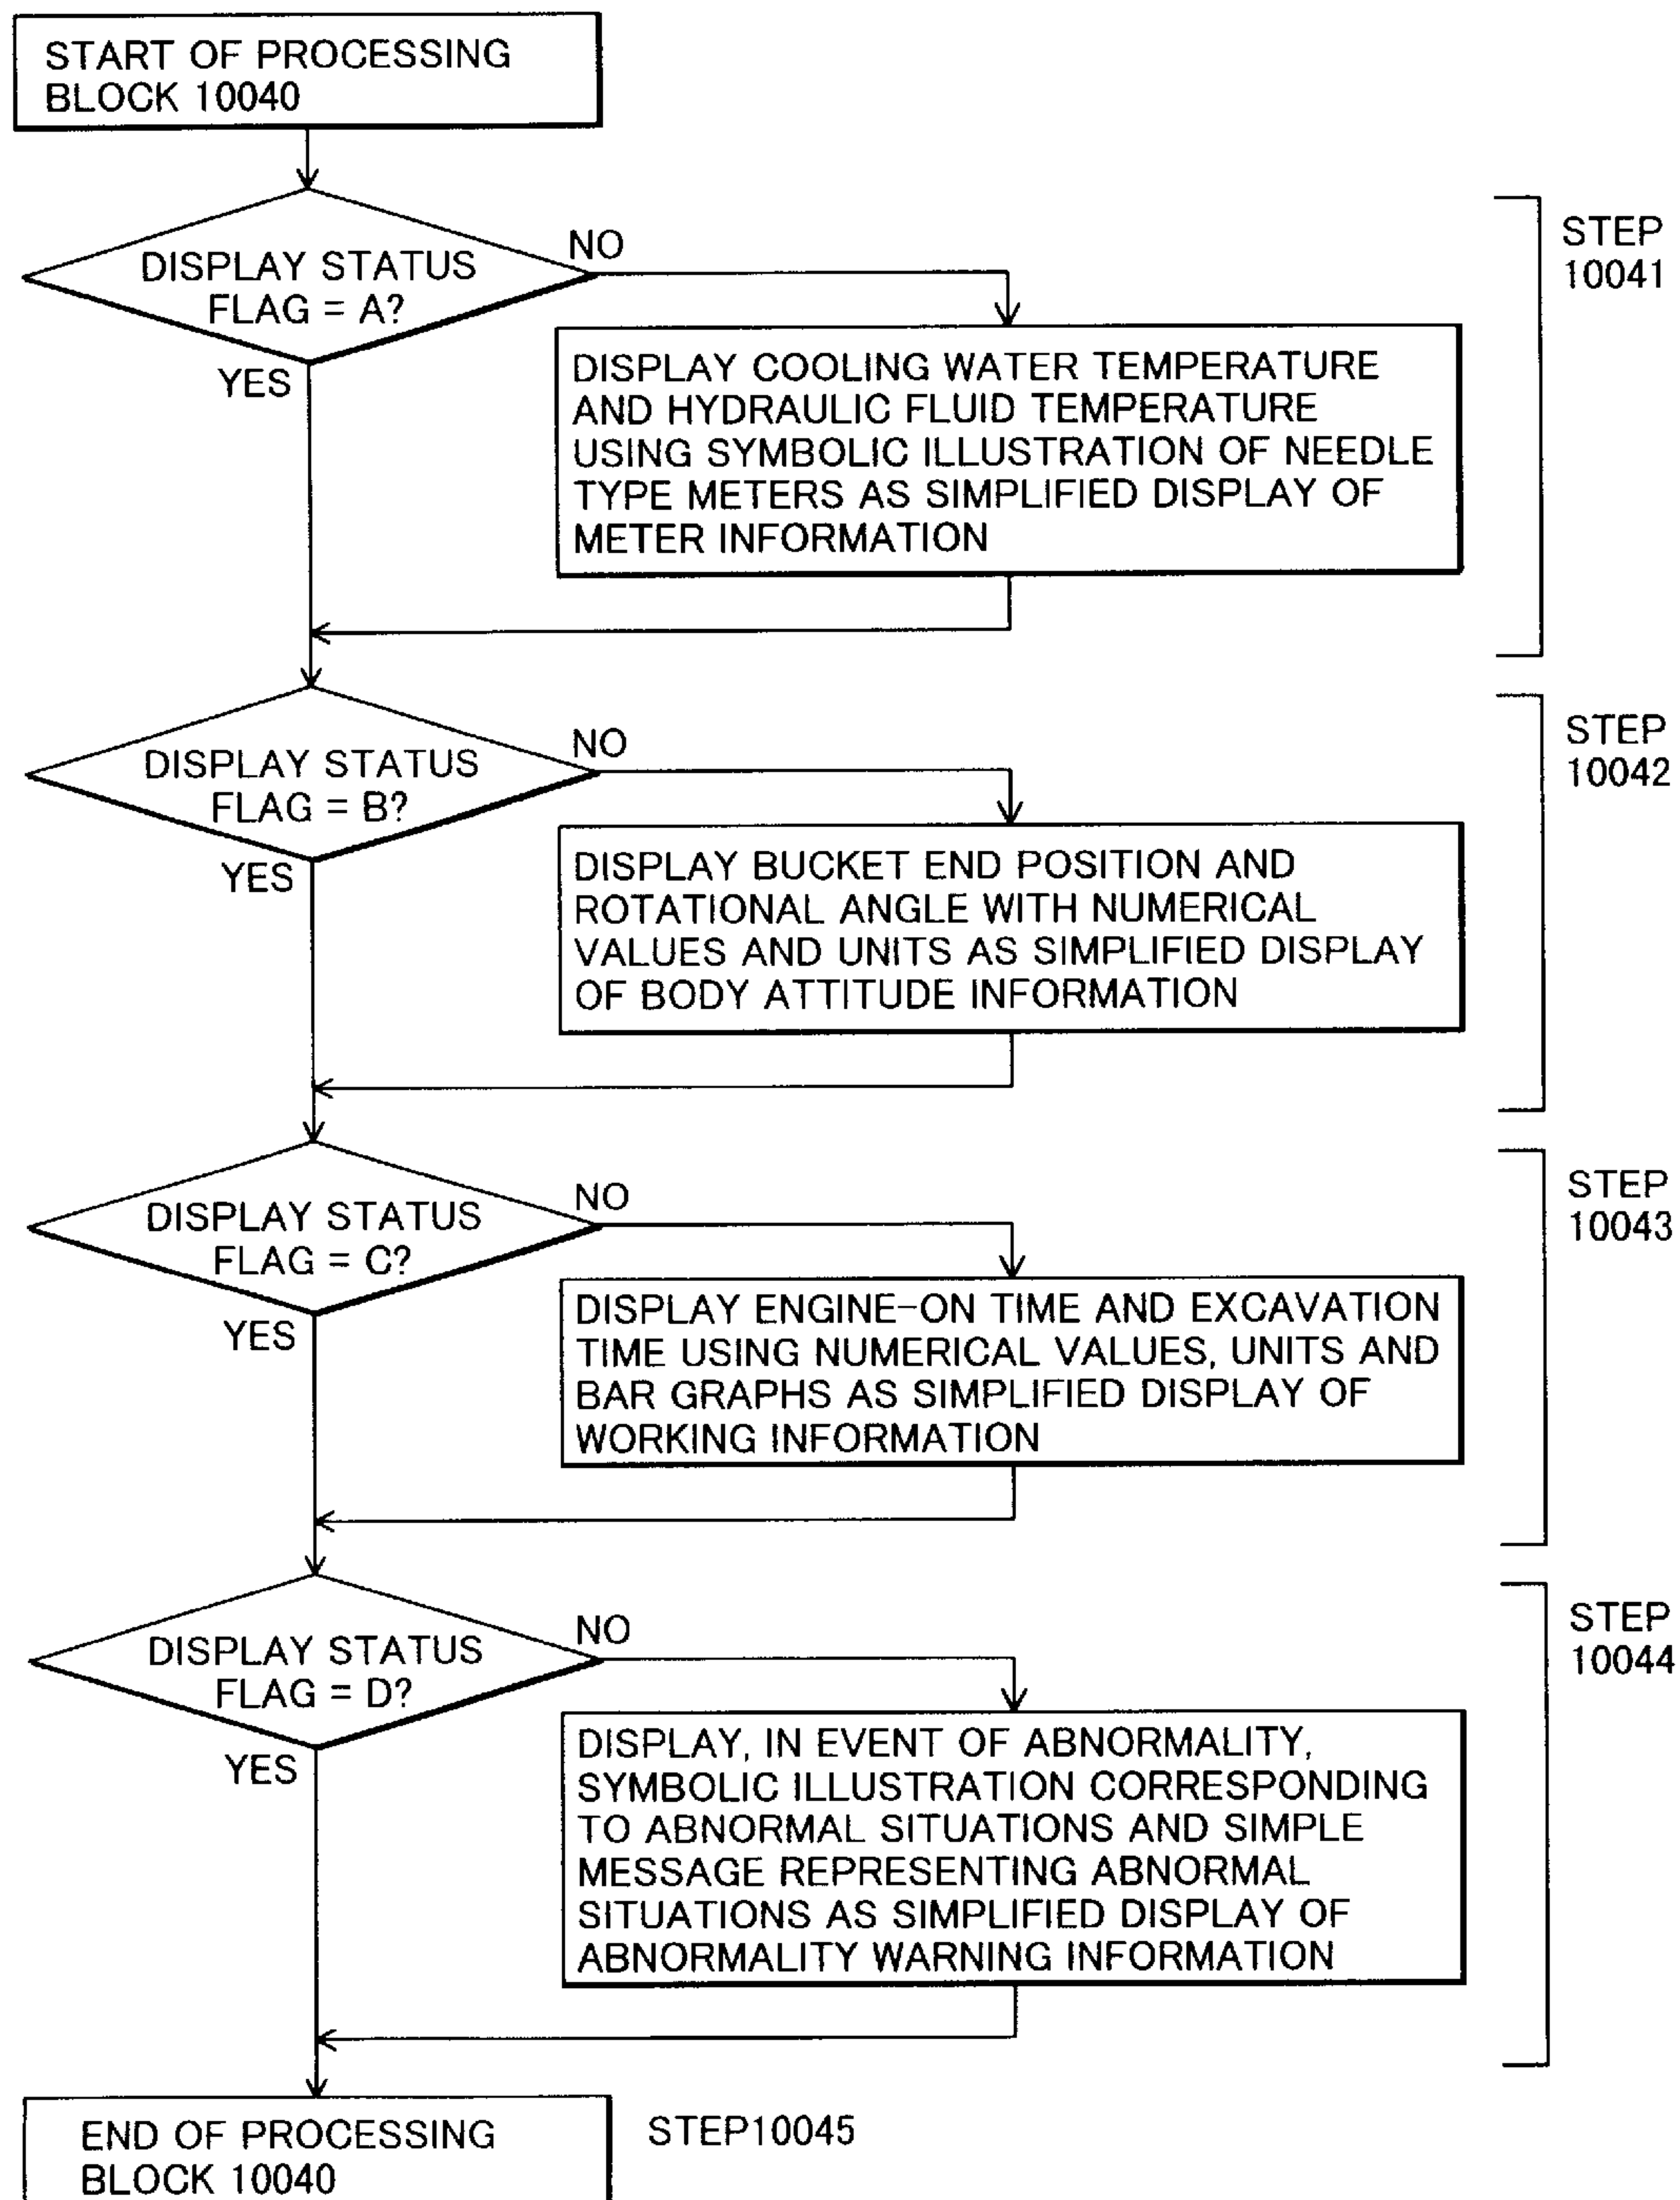 START OF PROCESSING
BLOCK 10040
DISPLAY STATUS
FLAG = A?
NO
YES
STEP
10041
DISPLAY COOLING WATER TEMPERATURE
AND HYDRAULIC FLUID TEMPERATURE
USING SYMBOLIC ILLUSTRATION OF NEEDLE
TYPE METERS AS SIMPLIFIED DISPLAY OF
METER INFORMATION
DISPLAY STATUS
FLAG = B?
NO
YES
STEP
10042
DISPLAY BUCKET END POSITION AND
ROTATIONAL ANGLE WITH NUMERICAL
VALUES AND UNITS AS SIMPLIFIED DISPLAY
OF BODY ATTITUDE INFORMATION
DISPLAY STATUS
FLAG = C?
NO
YES
STEP
10043
DISPLAY ENGINE-ON TIME AND EXCAVATION
TIME USING NUMERICAL VALUES, UNITS AND
BAR GRAPHS AS SIMPLIFIED DISPLAY OF
WORKING INFORMATION
DISPLAY STATUS
FLAG = D?
NO
YES
STEP
10044
DISPLAY, IN EVENT OF ABNORMALITY,
SYMBOLIC ILLUSTRATION CORRESPONDING
TO ABNORMAL SITUATIONS AND SIMPLE
MESSAGE REPRESENTING ABNORMAL
SITUATIONS AS SIMPLIFIED DISPLAY OF
ABNORMALITY WARNING INFORMATION
END OF PROCESSING
BLOCK 10040
STEP10045